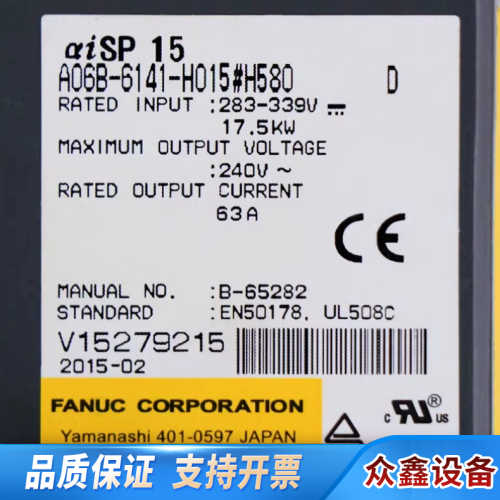 αiSP 15
A06B-6141-H015#H580 D
RATED INPUT :283-339V ⎓
17.5KW
MAXIMUM OUTPUT VOLTAGE
:240V ~
RATED OUTPUT CURRENT
63A
CE
MANUAL NO. :B-65282
STANDARD :EN50178, UL508C
V15279215
2015-02
FANUC CORPORATION
Yamanashi 401-0597 JAPAN
c RU us
品质保证 支持开票
众鑫设备